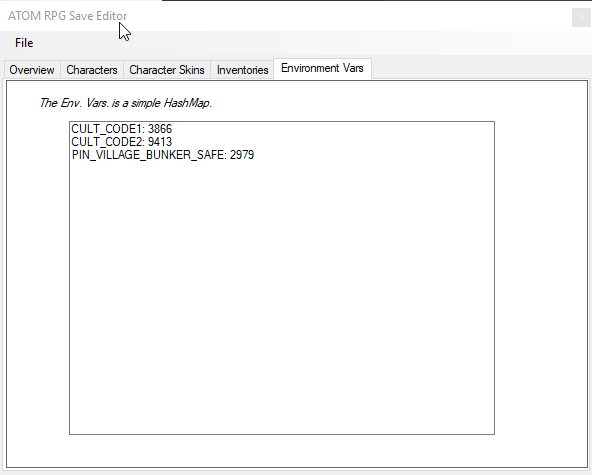 ATOM RPG Save Editor
x
File
Overview Characters Character Skins Inventories Environment Vars
The Env. Vars. is a simple HashMap.
CULT_CODE1: 3866
CULT_CODE2: 9413
PIN_VILLAGE_BUNKER_SAFE: 2979